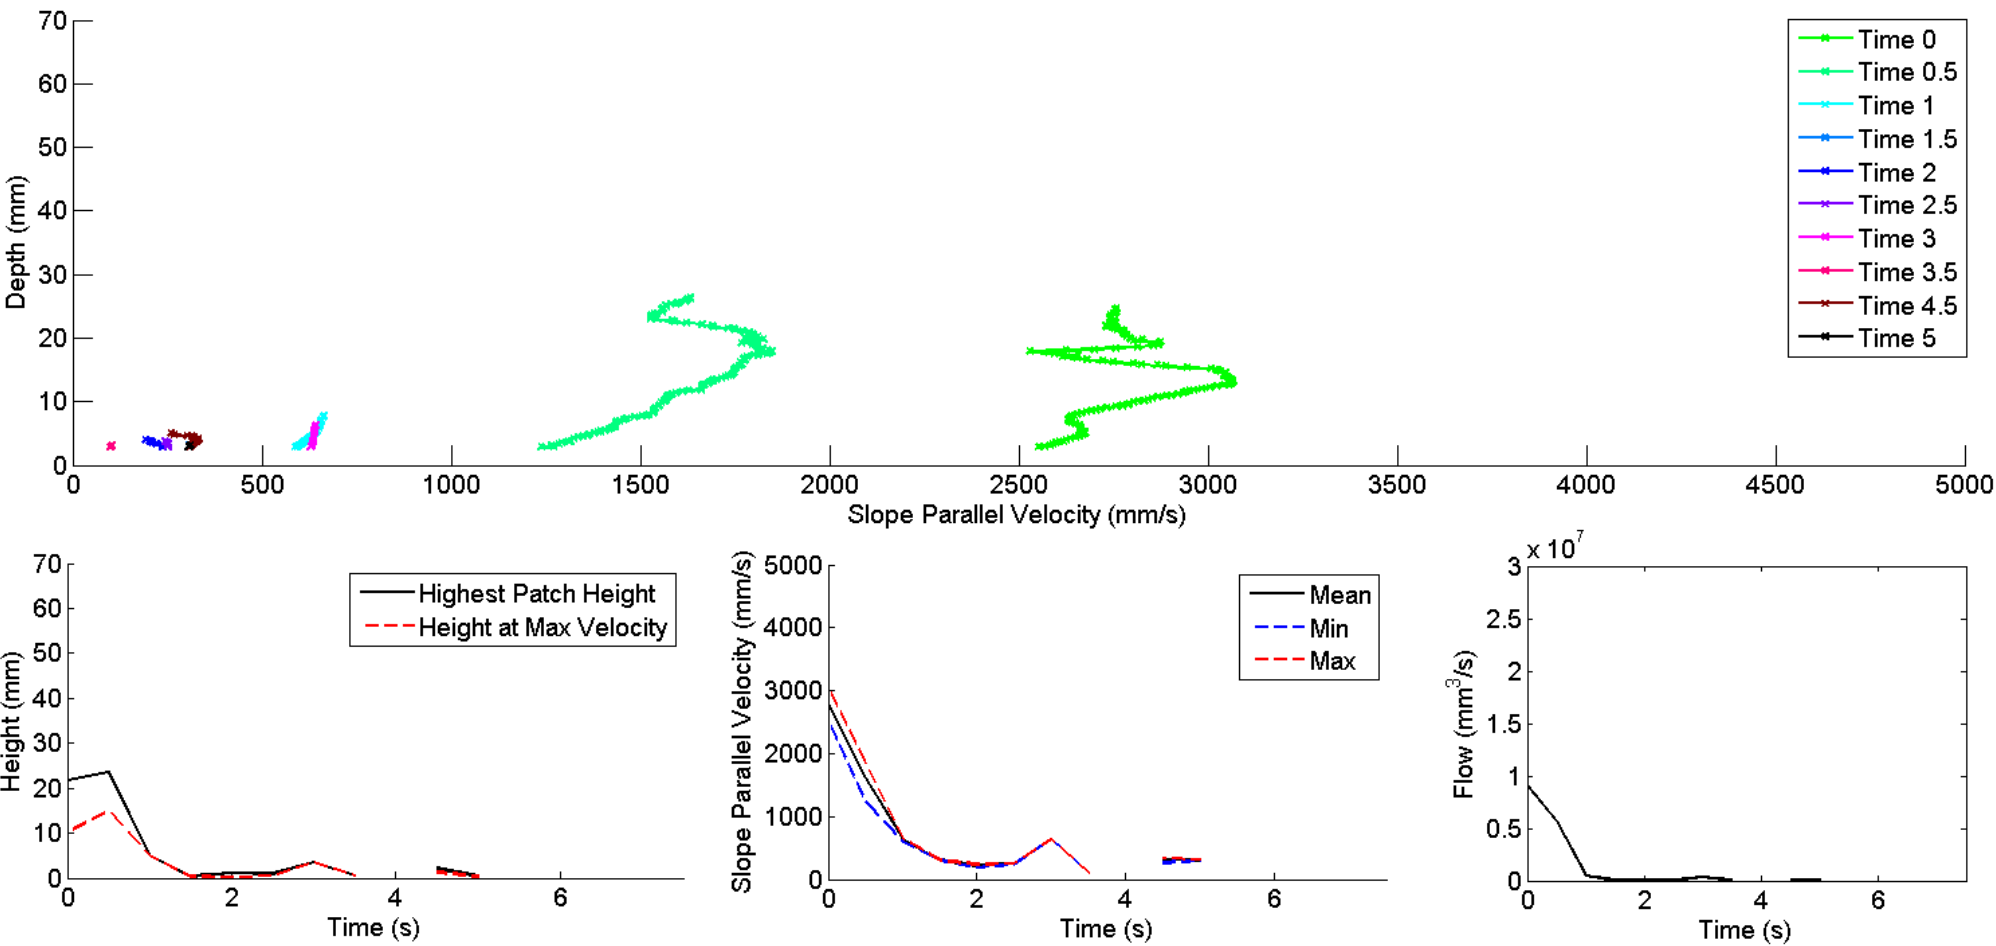 70
60
50
40
30
20
10
0
Depth (mm)
0 500 1000 1500 2000 2500 3000 3500 4000 4500 5000
Slope Parallel Velocity (mm/s)
Time 0
Time 0.5
Time 1
Time 1.5
Time 2
Time 2.5
Time 3
Time 3.5
Time 4.5
Time 5
70
60
50
40
30
20
10
0
Height (mm)
0 2 4 6
Time (s)
Highest Patch Height
Height at Max Velocity
5000
4000
3000
2000
1000
0
Slope Parallel Velocity (mm/s)
0 2 4 6
Time (s)
Mean
Min
Max
x 10⁷
3
2.5
2
1.5
1
0.5
0
Flow (mm³/s)
0 2 4 6
Time (s)